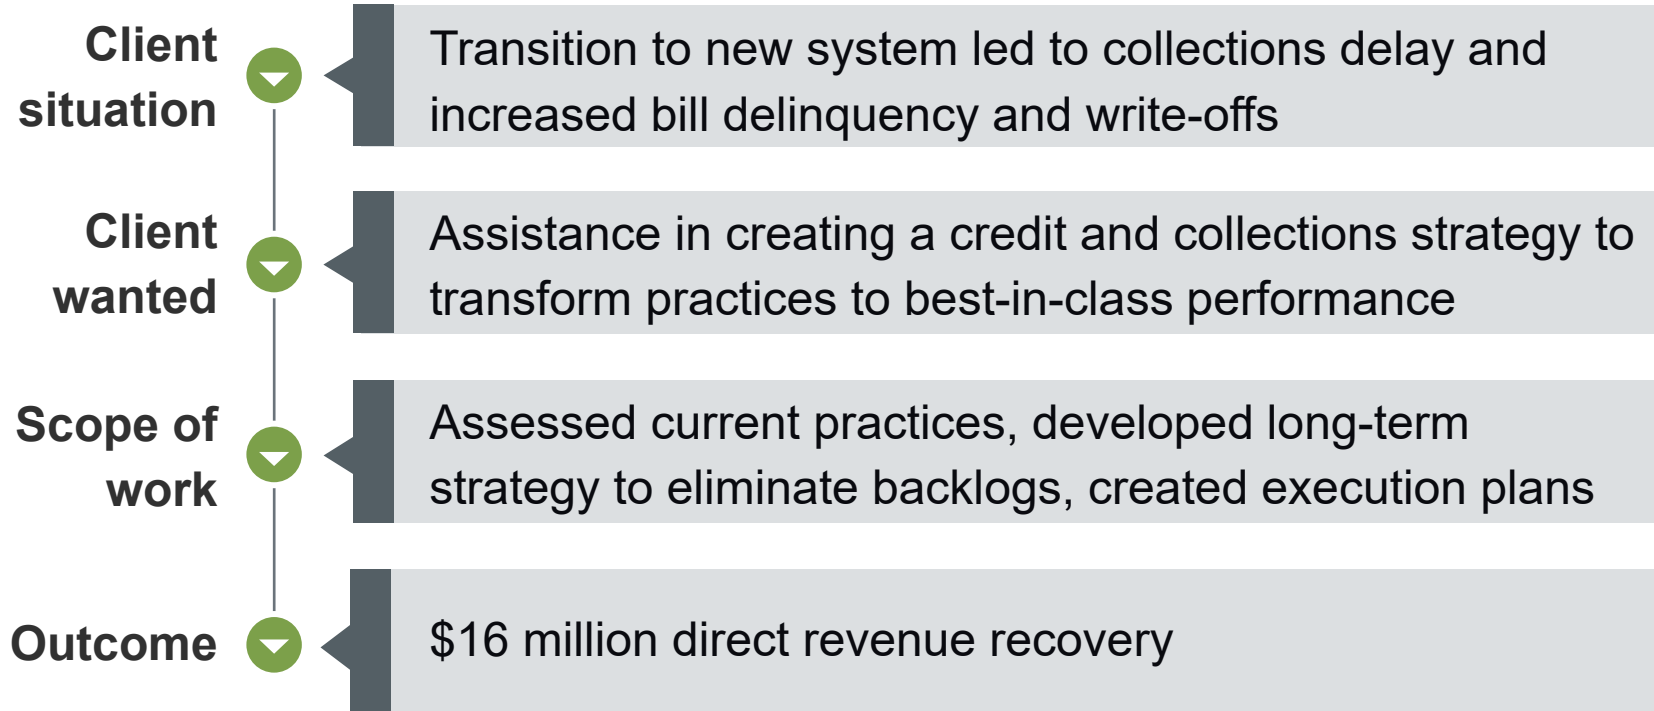 Client
situation
Transition to new system led to collections delay and
increased bill delinquency and write-offs
Client
wanted
Assistance in creating a credit and collections strategy to
transform practices to best-in-class performance
Scope of
work
Assessed current practices, developed long-term
strategy to eliminate backlogs, created execution plans
Outcome
$16 million direct revenue recovery